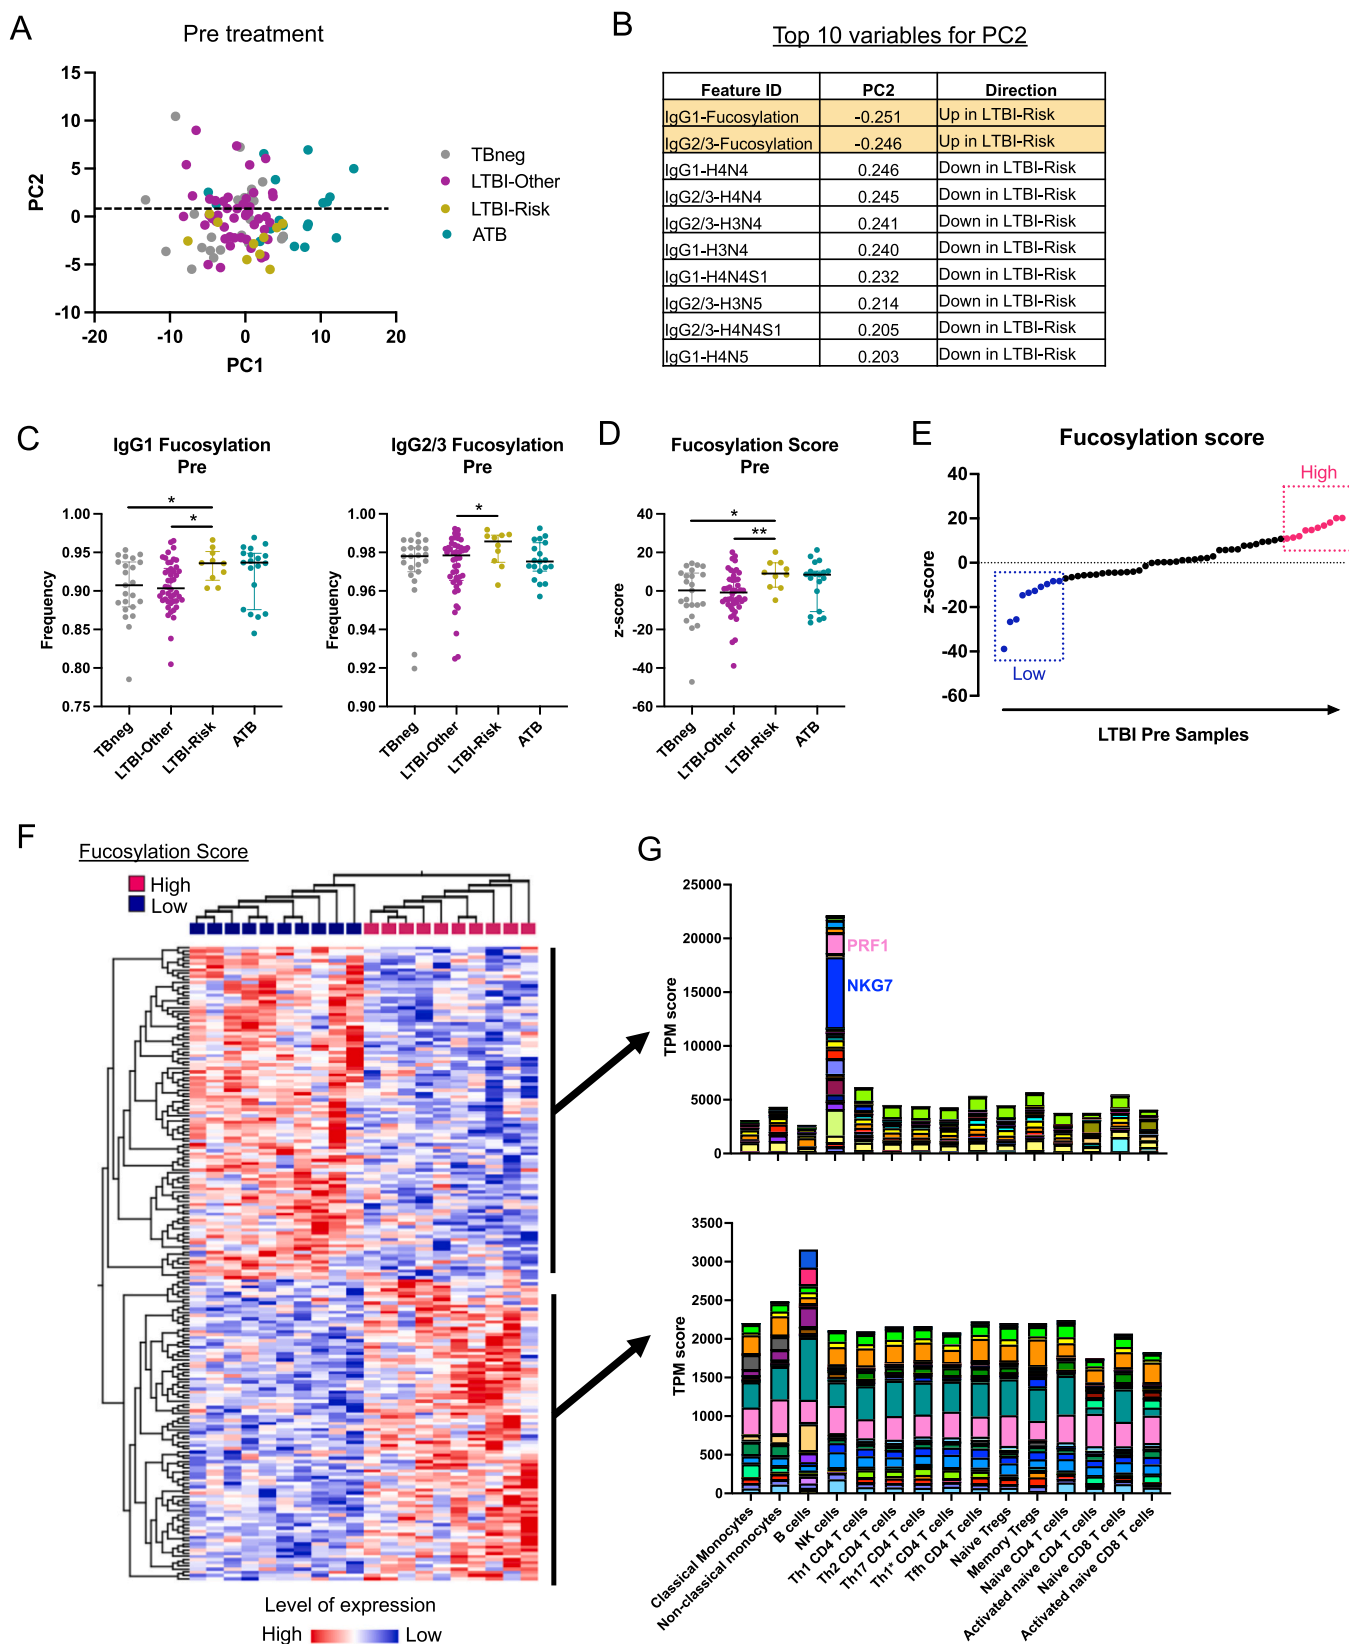 A
Pre treatment
15
10
5
0
-5
-10
PC2
-20
-10
0
10
20
PC1
TBneg
LTBI-Other
LTBI-Risk
ATB
B
Top 10 variables for PC2
Feature ID PC2 Direction
IgG1-Fucosylation -0.251 Up in LTBI-Risk
IgG2/3-Fucosylation -0.246 Up in LTBI-Risk
IgG1-H4N4 0.246 Down in LTBI-Risk
IgG2/3-H4N4 0.245 Down in LTBI-Risk
IgG2/3-H3N4 0.241 Down in LTBI-Risk
IgG1-H3N4 0.240 Down in LTBI-Risk
IgG1-H4N4S1 0.232 Down in LTBI-Risk
IgG2/3-H3N5 0.214 Down in LTBI-Risk
IgG2/3-H4N4S1 0.205 Down in LTBI-Risk
IgG1-H4N5 0.203 Down in LTBI-Risk
C
IgG1 Fucosylation
Pre
*
*
1.00
0.95
0.90
0.85
0.80
0.75
Frequency
TBneg
LTBI-Other
LTBI-Risk
ATB
IgG2/3 Fucosylation
Pre
*
1.00
0.98
0.96
0.94
0.92
0.90
Frequency
TBneg
LTBI-Other
LTBI-Risk
ATB
D
Fucosylation Score
Pre
*
**
40
20
0
-20
-40
-60
z-score
TBneg
LTBI-Other
LTBI-Risk
ATB
E
Fucosylation score
High
40
20
0
-20
-40
-60
z-score
Low
LTBI Pre Samples
F
Fucosylation Score
High
Low
Level of expression
High Low
G
25000
20000
15000
10000
5000
0
TPM score
PRF1
NKG7
3500
3000
2500
2000
1500
1000
500
0
TPM score
Classical Monocytes
Non-classical monocytes
B cells
NK cells
Th1 CD4 T cells
Th2 CD4 T cells
Th17 CD4 T cells
Th1* CD4 T cells
Tfh CD4 T cells
Naive Tregs
Memory Tregs
Naive CD4 T cells
Activated naive CD4 T cells
Naive CD8 T cells
Activated naive CD8 T cells